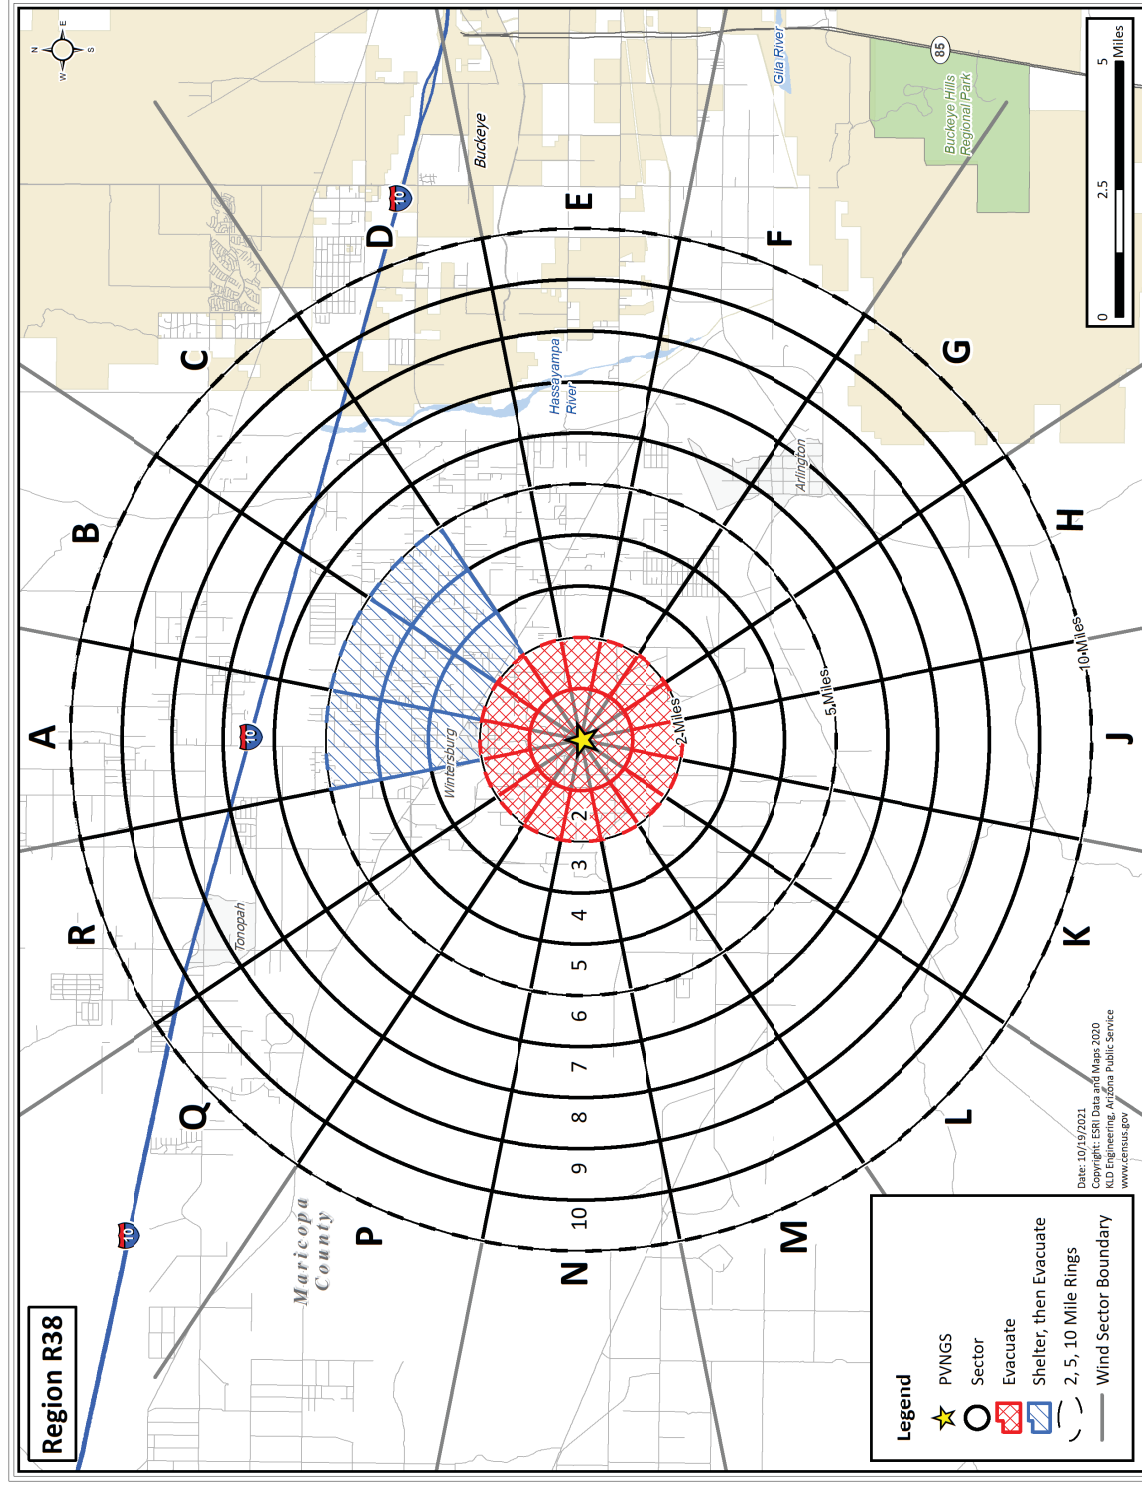 Region R38
N
E
S
W
A
B
C
D
E
F
G
H
J
K
L
M
N
P
Q
R
10
10
10
85
Buckeye
Gila River
Buckeye Hills
Regional Park
Hassayampa
River
Arlington
Wintersburg
Tonopah
Maricopa
County
2
3
4
5
6
7
8
9
10
2-Miles
5-Miles
10-Miles
0
2.5
5
Miles
Legend
PVNGS
Sector
Evacuate
Shelter, then Evacuate
2, 5, 10 Mile Rings
Wind Sector Boundary
Date: 10/19/2021
Copyright: ESRI Data and Maps 2020
KLD Engineering, Arizona Public Service
www.census.gov